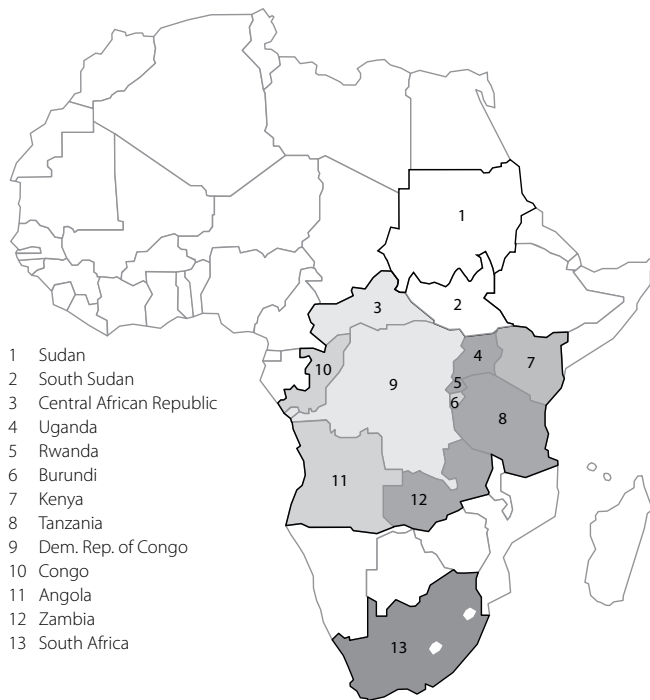 1
2
3
4
7
10
5
9
6
8
11
12
13
1 Sudan
2 South Sudan
3 Central African Republic
4 Uganda
5 Rwanda
6 Burundi
7 Kenya
8 Tanzania
9 Dem. Rep. of Congo
10 Congo
11 Angola
12 Zambia
13 South Africa